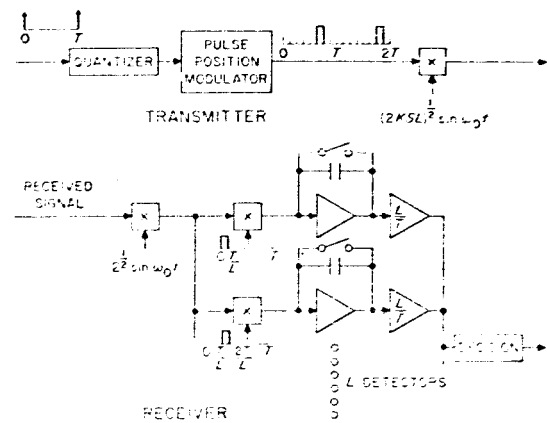 0 T
QUANTIZER
PULSE
POSITION
MODULATOR
0 T 2T
×
(2KSL)^½ sin ω₀t
TRANSMITTER
RECEIVED
SIGNAL
×
2^½ sin ω₀t
×
0 T/L T
L/T
×
0 T/L 2T/L T
L/T
DECISION
L DETECTORS
RECEIVER